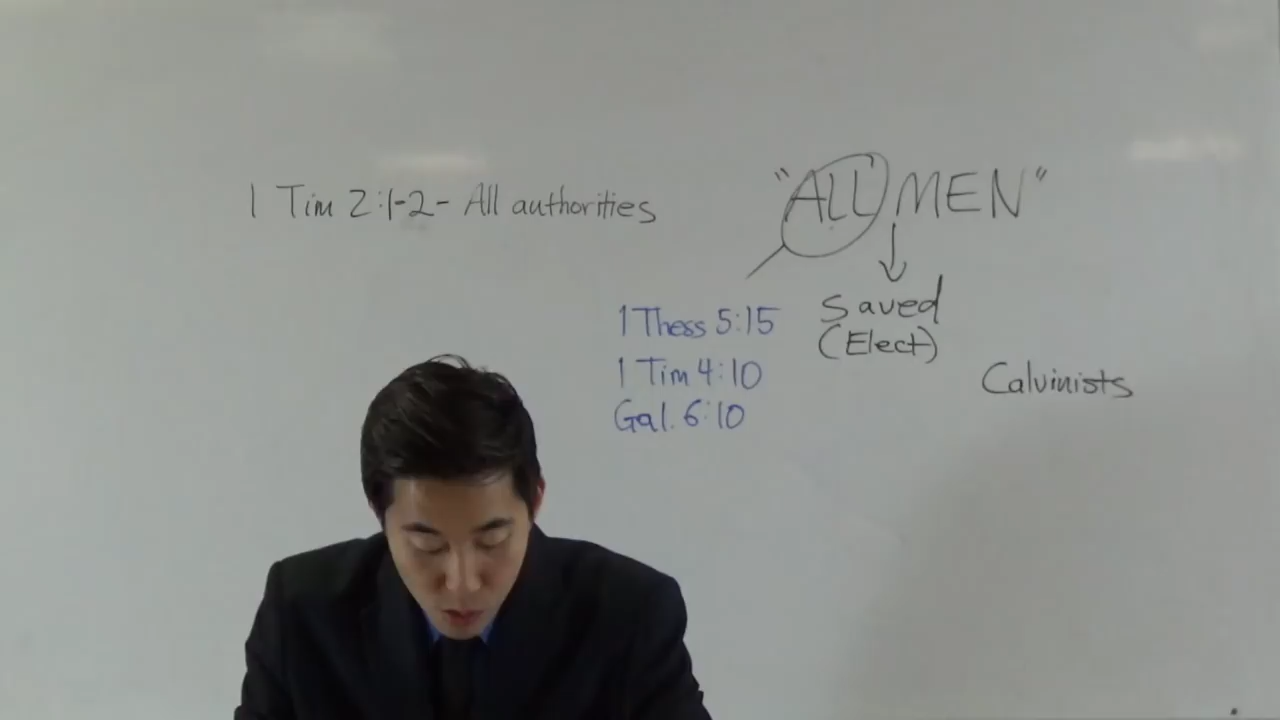 1 Tim 2:1-2- All authorities
"ALL MEN"
1 Thess 5:15
1 Tim 4:10
Gal. 6:10
Saved
(Elect)
Calvinists